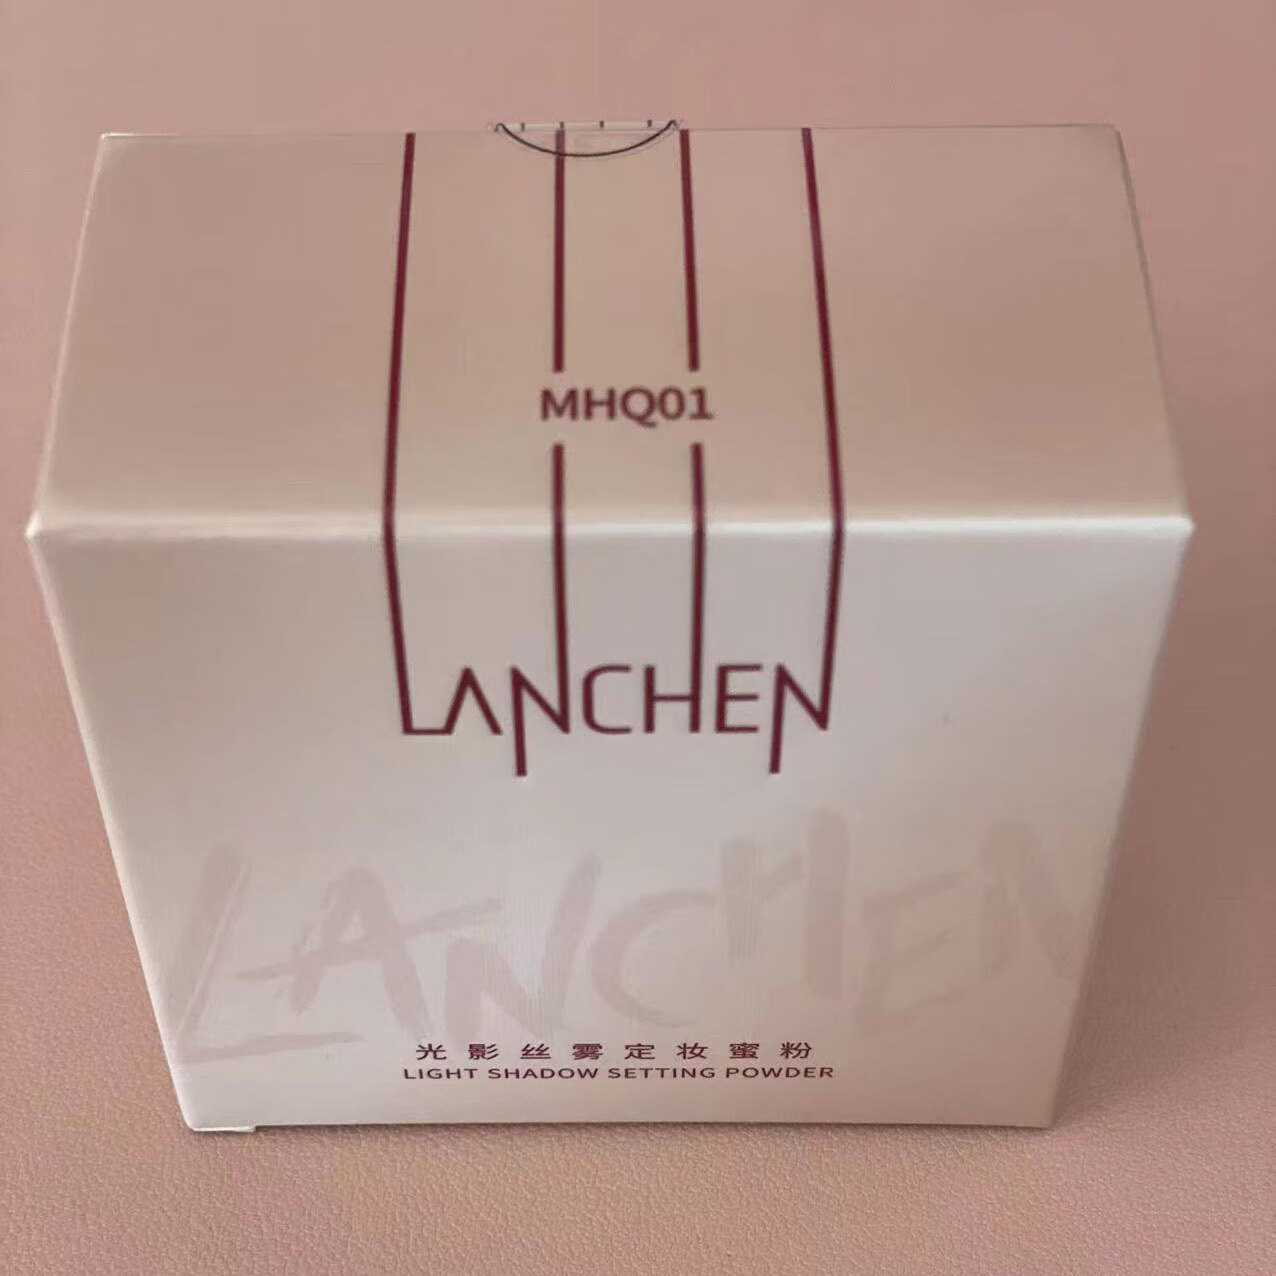 MHQ01
LANCHEN
LANCHEN
光影丝雾定妆蜜粉
LIGHT SHADOW SETTING POWDER